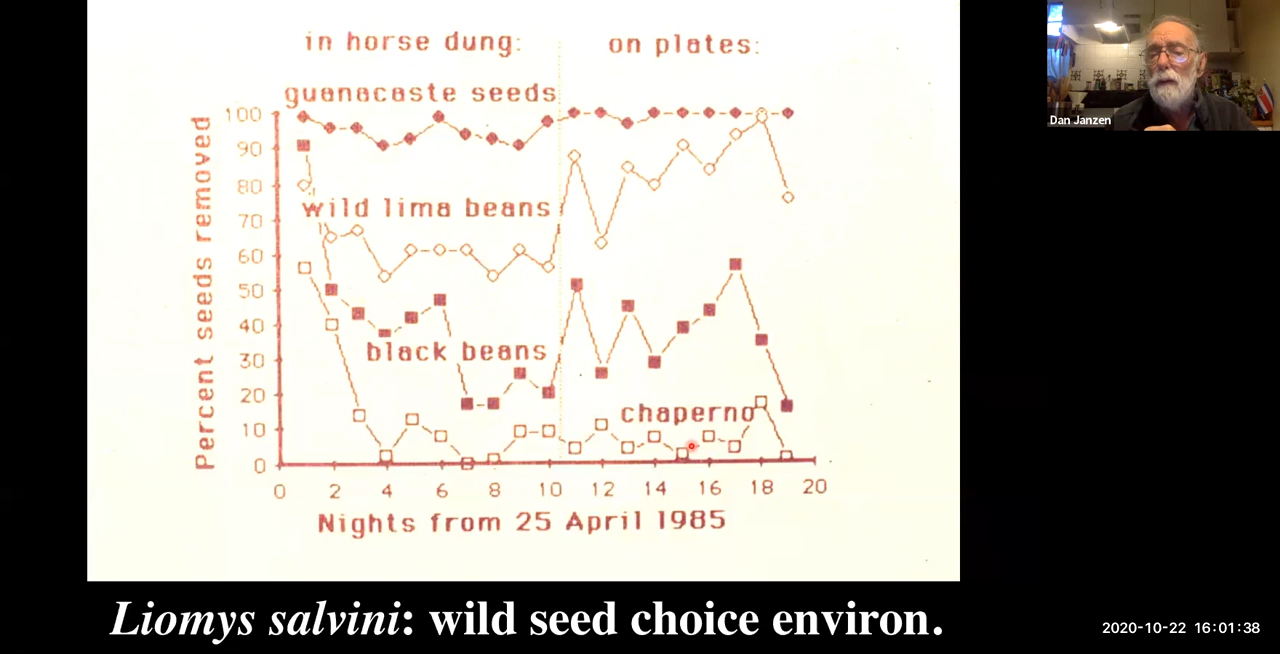 in horse dung:
on plates:
guanacaste seeds
100
90
80
70
60
50
40
30
20
10
0
Percent seeds removed
wild lima beans
black beans
chaperno
0 2 4 6 8 10 12 14 16 18 20
Nights from 25 April 1985
Liomys salvini: wild seed choice environ.
Dan Janzen
2020-10-22 16:01:38